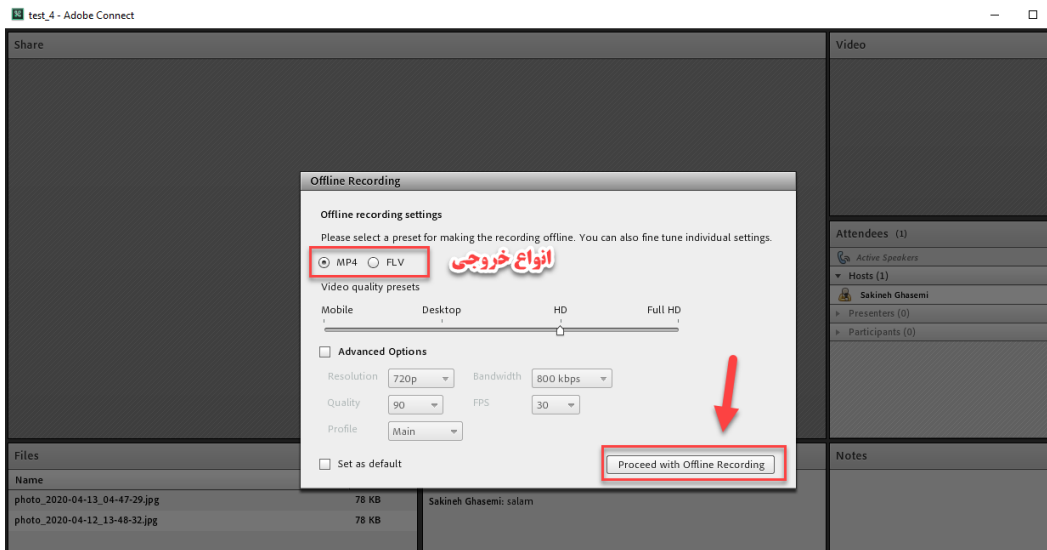 test_4 - Adobe Connect
Share
Video
Offline Recording
Offline recording settings
Please select a preset for making the recording offline. You can also fine tune individual settings.
MP4 FLV
انواع خروجی
Video quality presets
Mobile Desktop HD Full HD
Advanced Options
Resolution 720p Bandwidth 800 kbps
Quality 90 FPS 30
Profile Main
Set as default
Proceed with Offline Recording
Attendees (1)
Active Speakers
Hosts (1)
Sakineh Ghasemi
Presenters (0)
Participants (0)
Files
Name
photo_2020-04-13_04-47-29.jpg 78 KB
photo_2020-04-12_13-48-32.jpg 78 KB
Sakineh Ghasemi: salam
Notes